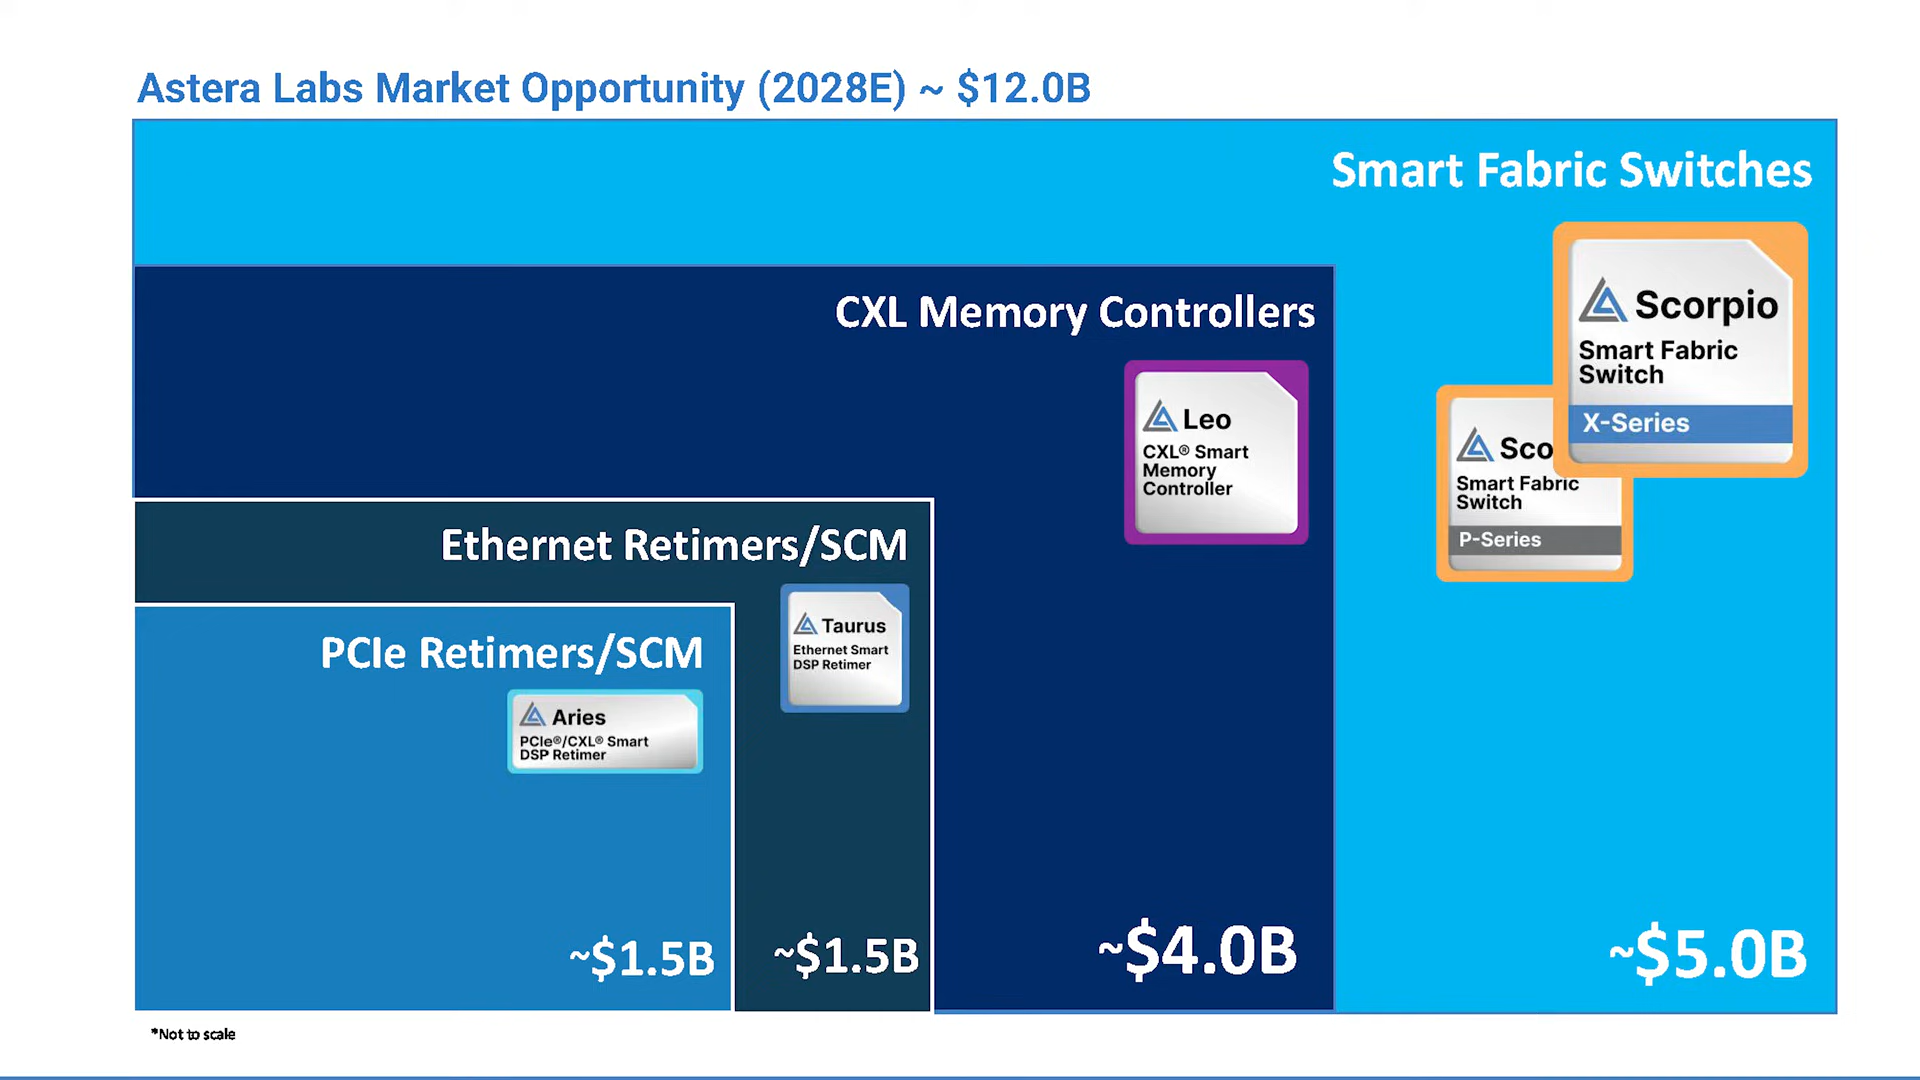 Astera Labs Market Opportunity (2028E) ~ $12.0B
Smart Fabric Switches
Scorpio
Smart Fabric
Switch
X-Series
Sco
Smart Fabric
Switch
P-Series
~$5.0B
CXL Memory Controllers
Leo
CXL® Smart
Memory
Controller
~$4.0B
Ethernet Retimers/SCM
Taurus
Ethernet Smart
DSP Retimer
~$1.5B
PCIe Retimers/SCM
Aries
PCIe®/CXL® Smart
DSP Retimer
~$1.5B
*Not to scale